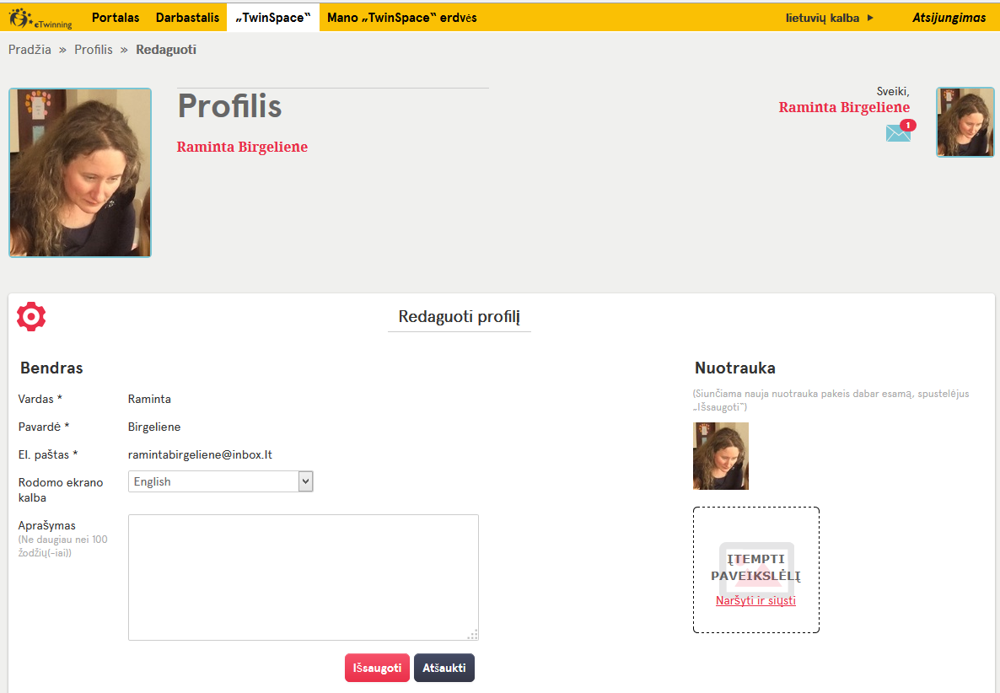 eTwinning Portalas Darbastalis „TwinSpace“ Mano „TwinSpace“ erdvės lietuvių kalba Atsijungimas
Pradžia » Profilis » Redaguoti
Profilis
Raminta Birgeliene
Sveiki,
Raminta Birgeliene
1
Redaguoti profilį
Bendras
Vardas * Raminta
Pavardė * Birgeliene
El. paštas * ramintabirgeliene@inbox.lt
Rodomo ekrano
kalba
English
Aprašymas
(Ne daugiau nei 100
žodžių(-iai))
Išsaugoti Atšaukti
Nuotrauka
(Siunčiama nauja nuotrauka pakeis dabar esamą, spustelėjus
„Išsaugoti“)
ĮTEMPTI
PAVEIKSLĖLĮ
Naršyti ir siųsti